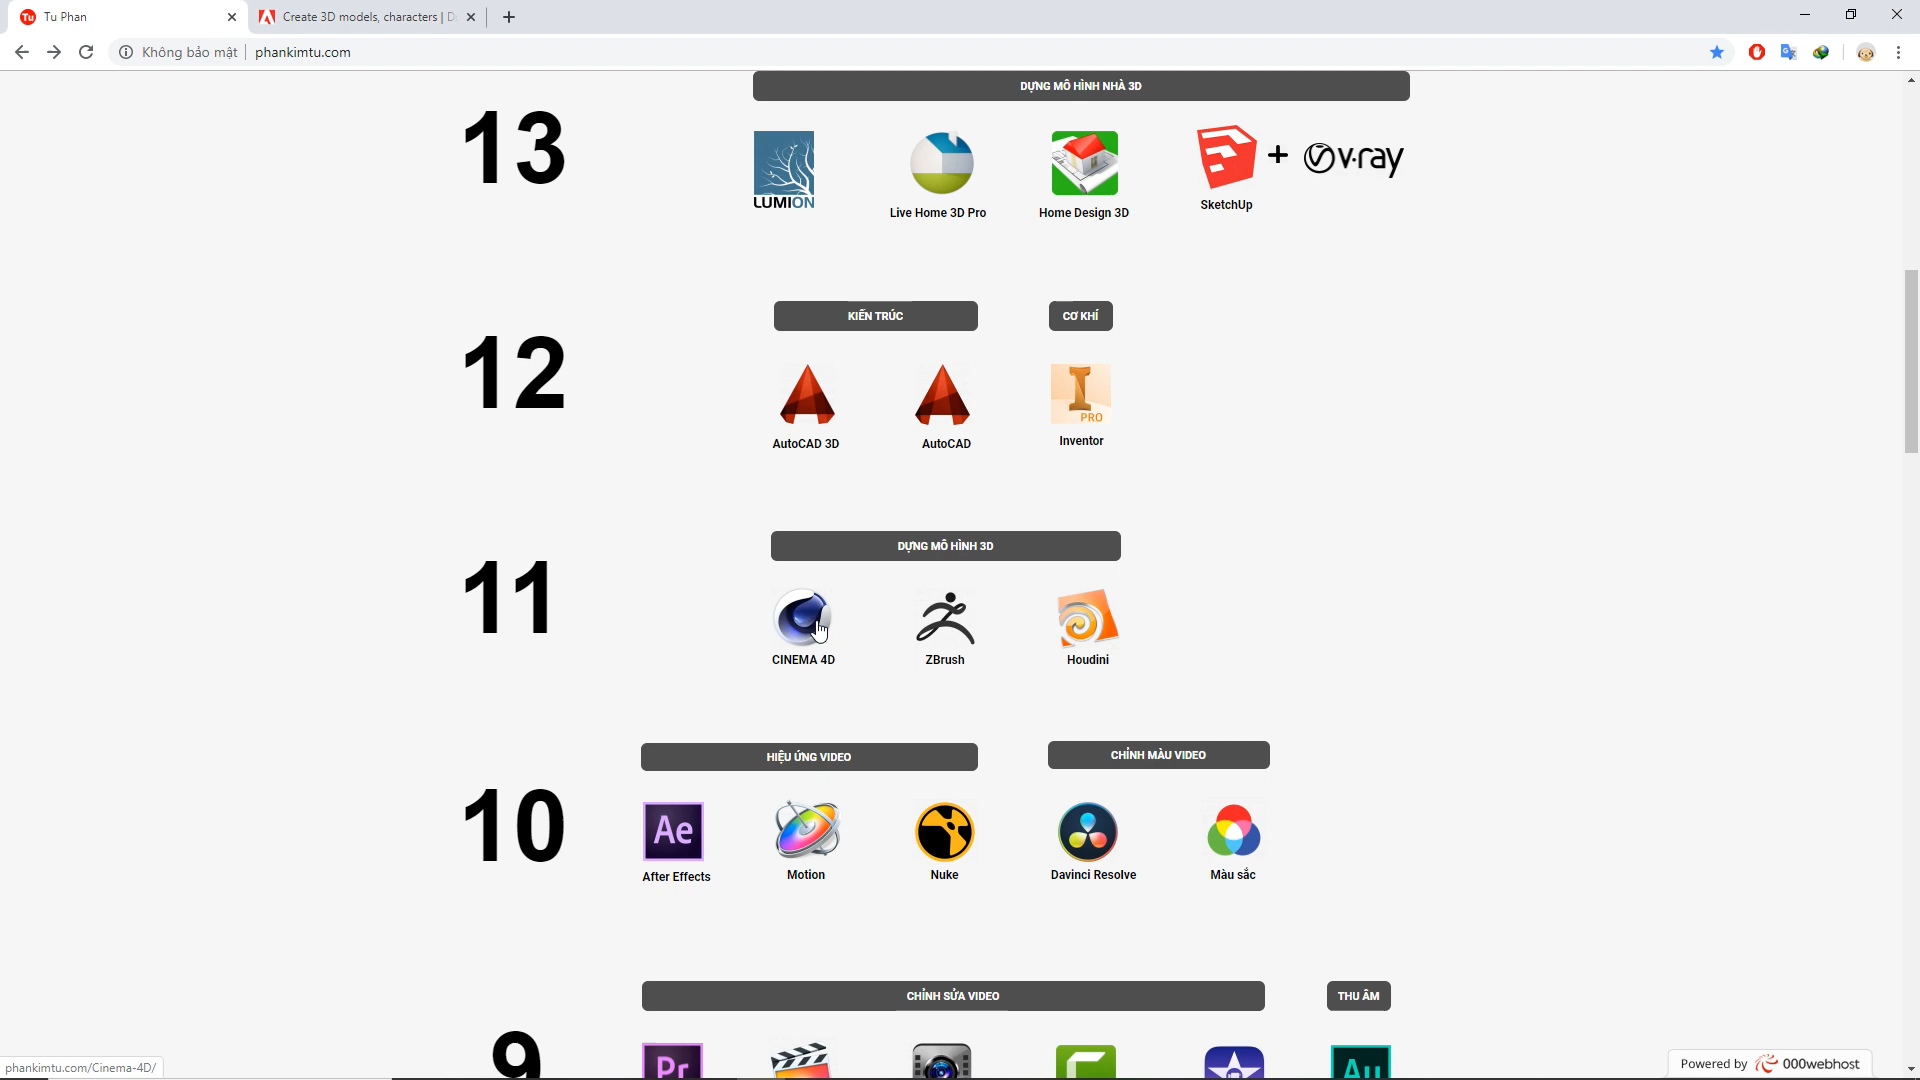 Tu Phan
Create 3D models, characters | D
Không bảo mật
phankimtu.com
DỰNG MÔ HÌNH NHÀ 3D
13
LUMION
Live Home 3D Pro
Home Design 3D
SketchUp
+
v·ray
KIẾN TRÚC
CƠ KHÍ
12
AutoCAD 3D
AutoCAD
I
PRO
Inventor
DỰNG MÔ HÌNH 3D
11
CINEMA 4D
ZBrush
Houdini
HIỆU ỨNG VIDEO
CHỈNH MÀU VIDEO
10
Ae
After Effects
Motion
Nuke
Davinci Resolve
Màu sắc
CHỈNH SỬA VIDEO
THU ÂM
9
Pr
Au
phankimtu.com/Cinema-4D/
Powered by 000webhost